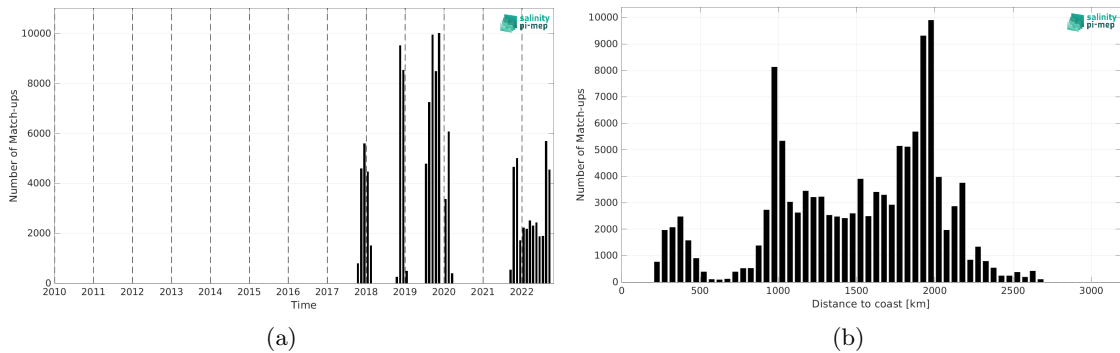 salinity
pi-mep
10000
8000
6000
4000
2000
0
Number of Match-ups
2010 2011 2012 2013 2014 2015 2016 2017 2018 2019 2020 2021 2022
Time
(a)
salinity
pi-mep
10000
9000
8000
7000
6000
5000
4000
3000
2000
1000
0
Number of Match-ups
0 500 1000 1500 2000 2500 3000
Distance to coast [km]
(b)